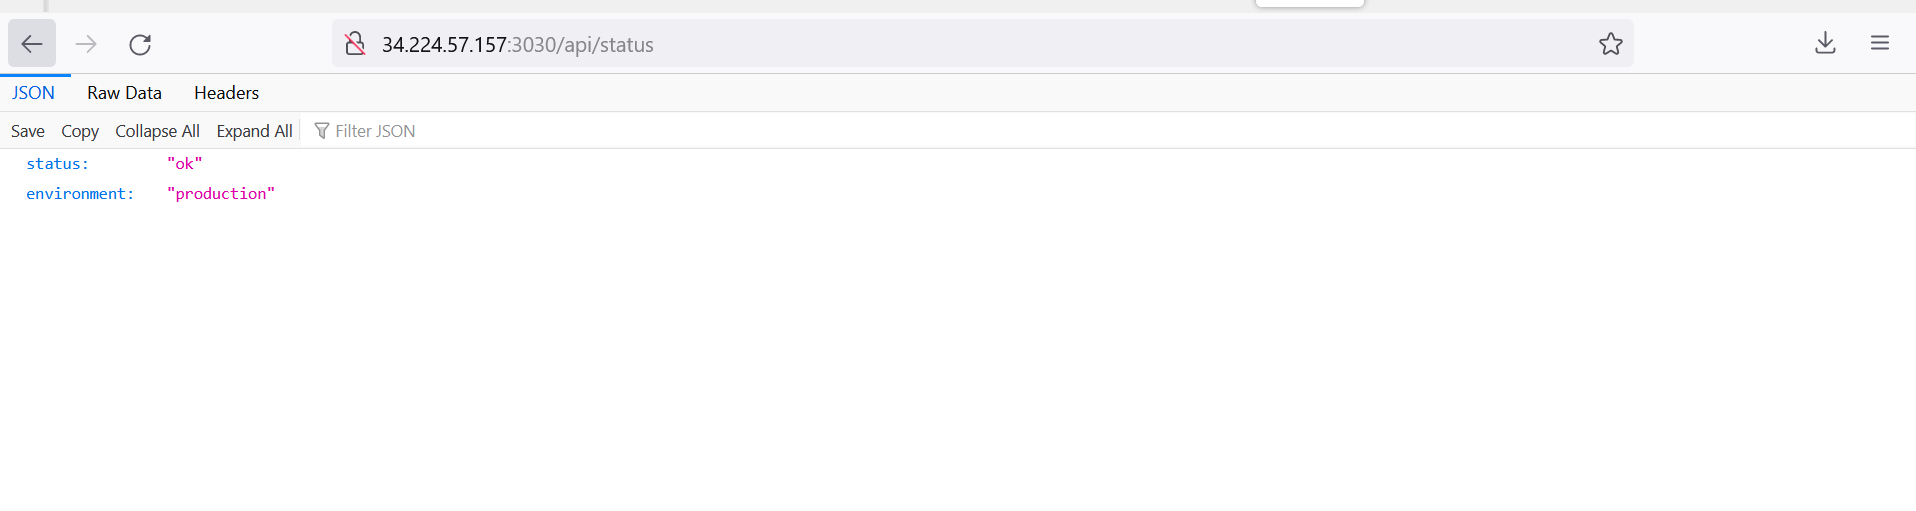 34.224.57.157:3030/api/status
JSON Raw Data Headers
Save Copy Collapse All Expand All Filter JSON
status: "ok"
environment: "production"